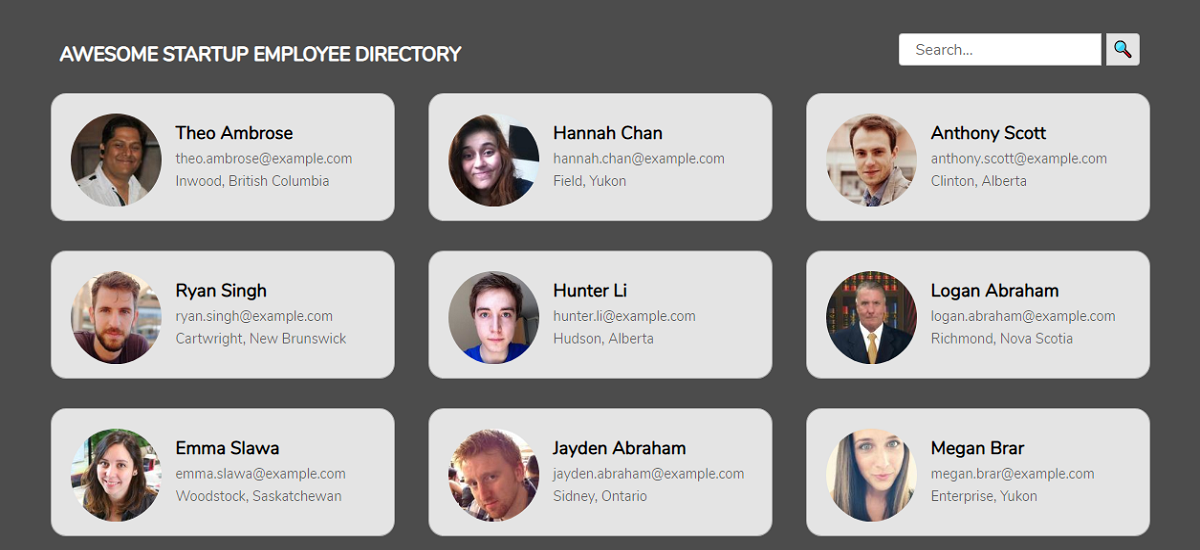 AWESOME STARTUP EMPLOYEE DIRECTORY
Search...
Theo Ambrose
theo.ambrose@example.com
Inwood, British Columbia
Hannah Chan
hannah.chan@example.com
Field, Yukon
Anthony Scott
anthony.scott@example.com
Clinton, Alberta
Ryan Singh
ryan.singh@example.com
Cartwright, New Brunswick
Hunter Li
hunter.li@example.com
Hudson, Alberta
Logan Abraham
logan.abraham@example.com
Richmond, Nova Scotia
Emma Slawa
emma.slawa@example.com
Woodstock, Saskatchewan
Jayden Abraham
jayden.abraham@example.com
Sidney, Ontario
Megan Brar
megan.brar@example.com
Enterprise, Yukon